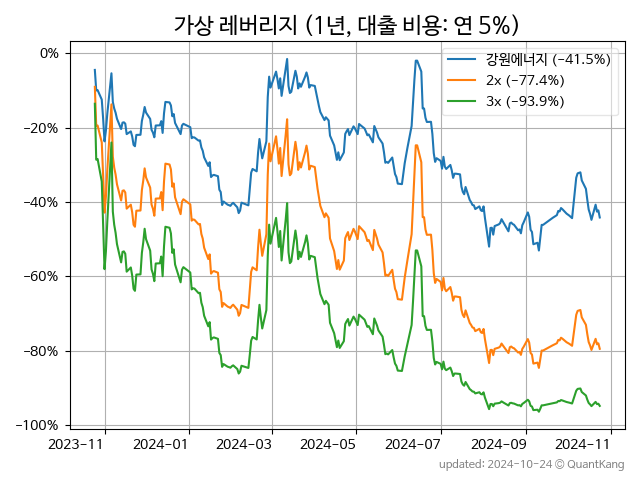 가상 레버리지 (1년, 대출 비용: 연 5%)
강원에너지 (−41.5%)
2x (−77.4%)
3x (−93.9%)
0%
−20%
−40%
−60%
−80%
−100%
2023−11 2024−01 2024−03 2024−05 2024−07 2024−09 2024−11
updated: 2024-10-24 © QuantKang